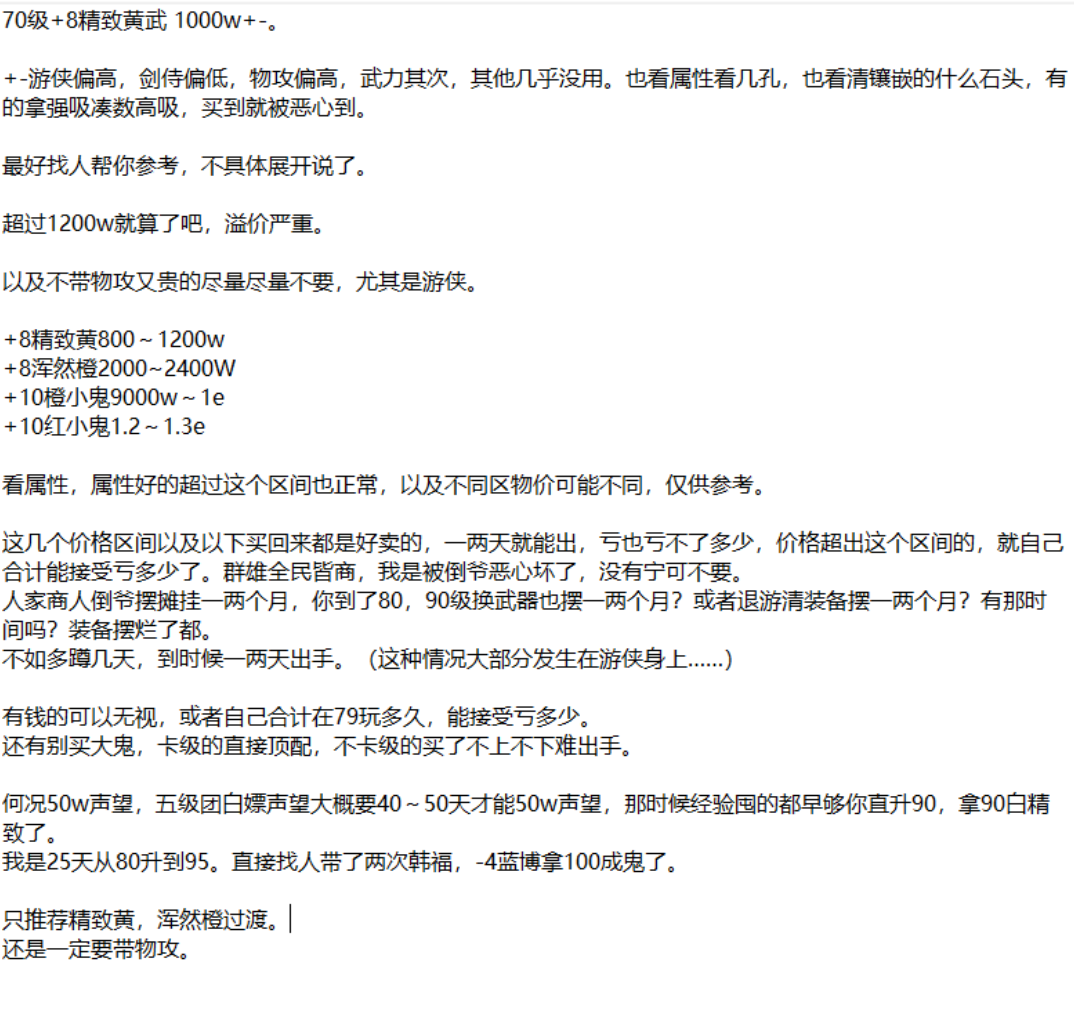 70级+8精致黄武 1000w+-。
+-游侠偏高，剑侍偏低，物攻偏高，武力其次，其他几乎没用。也看属性看几孔，也看清镶嵌的什么石头，有
的拿强吸凑数高吸，买到就被恶心到。
最好找人帮你参考，不具体展开说了。
超过1200w就算了吧，溢价严重。
以及不带物攻又贵的尽量尽量不要，尤其是游侠。
+8精致黄800～1200w
+8浑然橙2000~2400W
+10橙小鬼9000w～1e
+10红小鬼1.2～1.3e
看属性，属性好的超过这个区间也正常，以及不同区物价可能不同，仅供参考。
这几个价格区间以及以下买回来都是好卖的，一两天就能出，亏也亏不了多少，价格超出这个区间的，就自己
合计能接受亏多少了。群雄全民皆商，我是被倒爷恶心坏了，没有宁可不要。
人家商人倒爷摆摊挂一两个月，你到了80，90级换武器也摆一两个月？或者退游清装备摆一两个月？有那时
间吗？装备摆烂了都。
不如多蹲几天，到时候一两天出手。（这种情况大部分发生在游侠身上......）
有钱的可以无视，或者自己合计在79玩多久，能接受亏多少。
还有别买大鬼，卡级的直接顶配，不卡级的买了不上不下难出手。
何况50w声望，五级团白嫖声望大概要40～50天才能50w声望，那时候经验囤的都早够你直升90，拿90白精
致了。
我是25天从80升到95。直接找人带了两次韩福，-4蓝博拿100成鬼了。
只推荐精致黄，浑然橙过渡。
还是一定要带物攻。